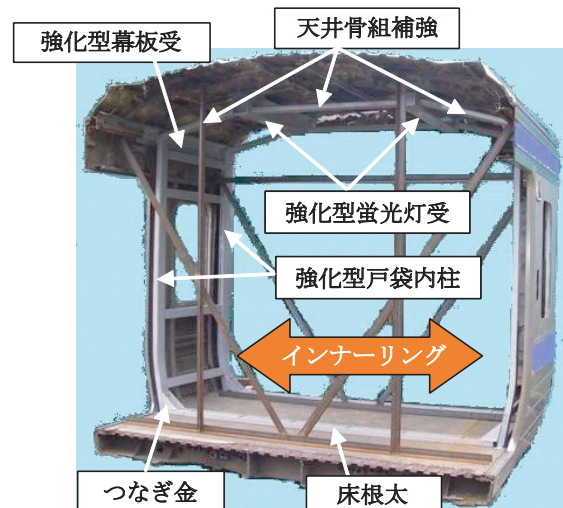 天井骨組補強
強化型幕板受
強化型蛍光灯受
強化型戸袋内柱
インナーリング
つなぎ金
床根太